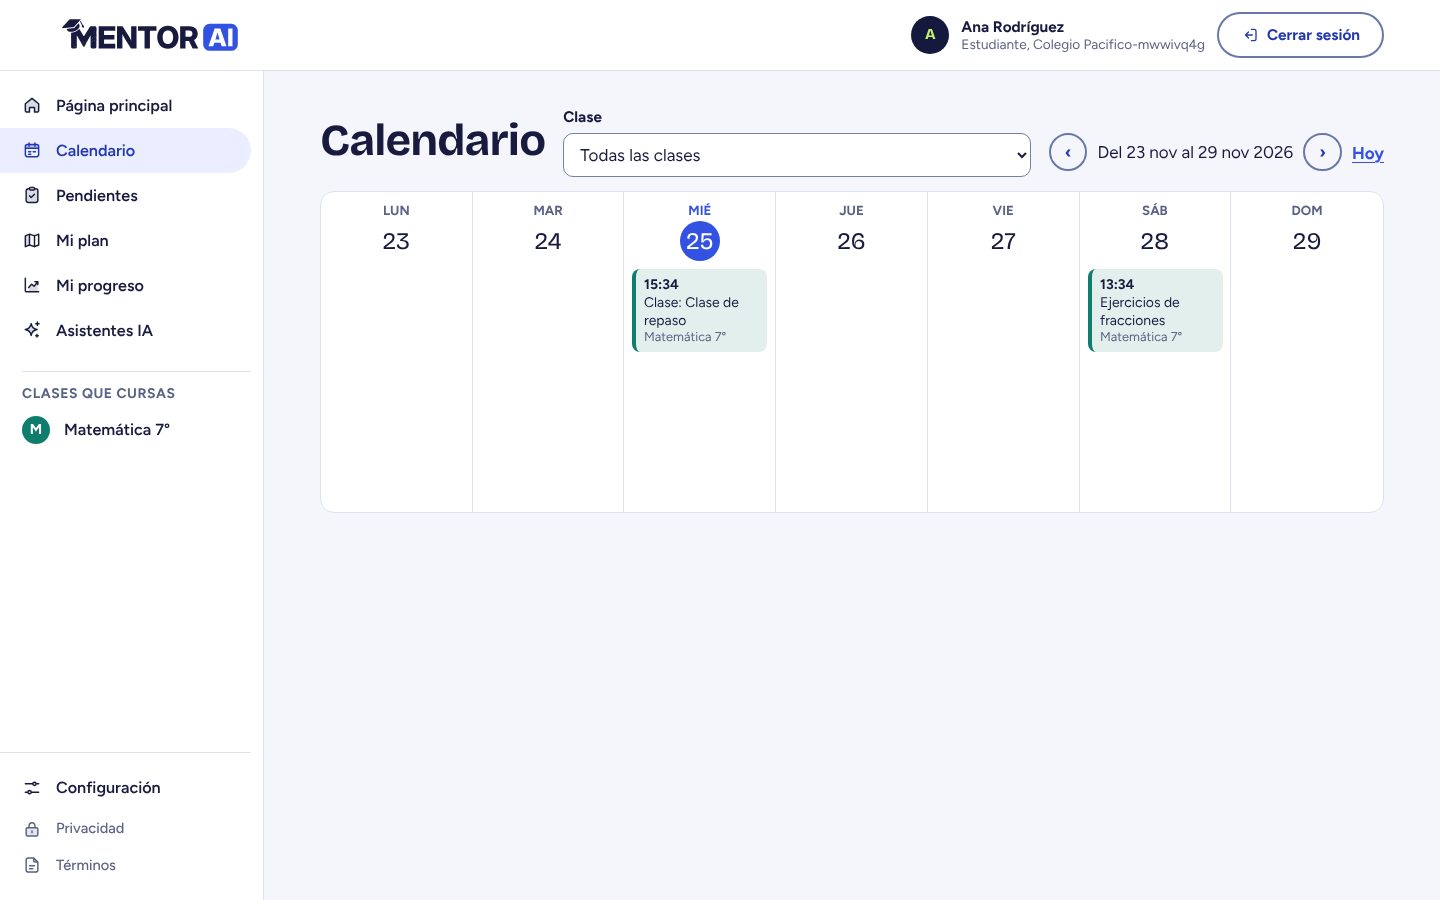 MENTOR AI
A
Ana Rodríguez
Estudiante, Colegio Pacifico-mwwivq4g
Cerrar sesión
Página principal
Calendario
Pendientes
Mi plan
Mi progreso
Asistentes IA
CLASES QUE CURSAS
M
Matemática 7°
Configuración
Privacidad
Términos
Calendario
Clase
Todas las clases
‹
Del 23 nov al 29 nov 2026
›
Hoy
LUN
23
MAR
24
MIÉ
25
15:34
Clase: Clase de
repaso
Matemática 7°
JUE
26
VIE
27
SÁB
28
13:34
Ejercicios de
fracciones
Matemática 7°
DOM
29